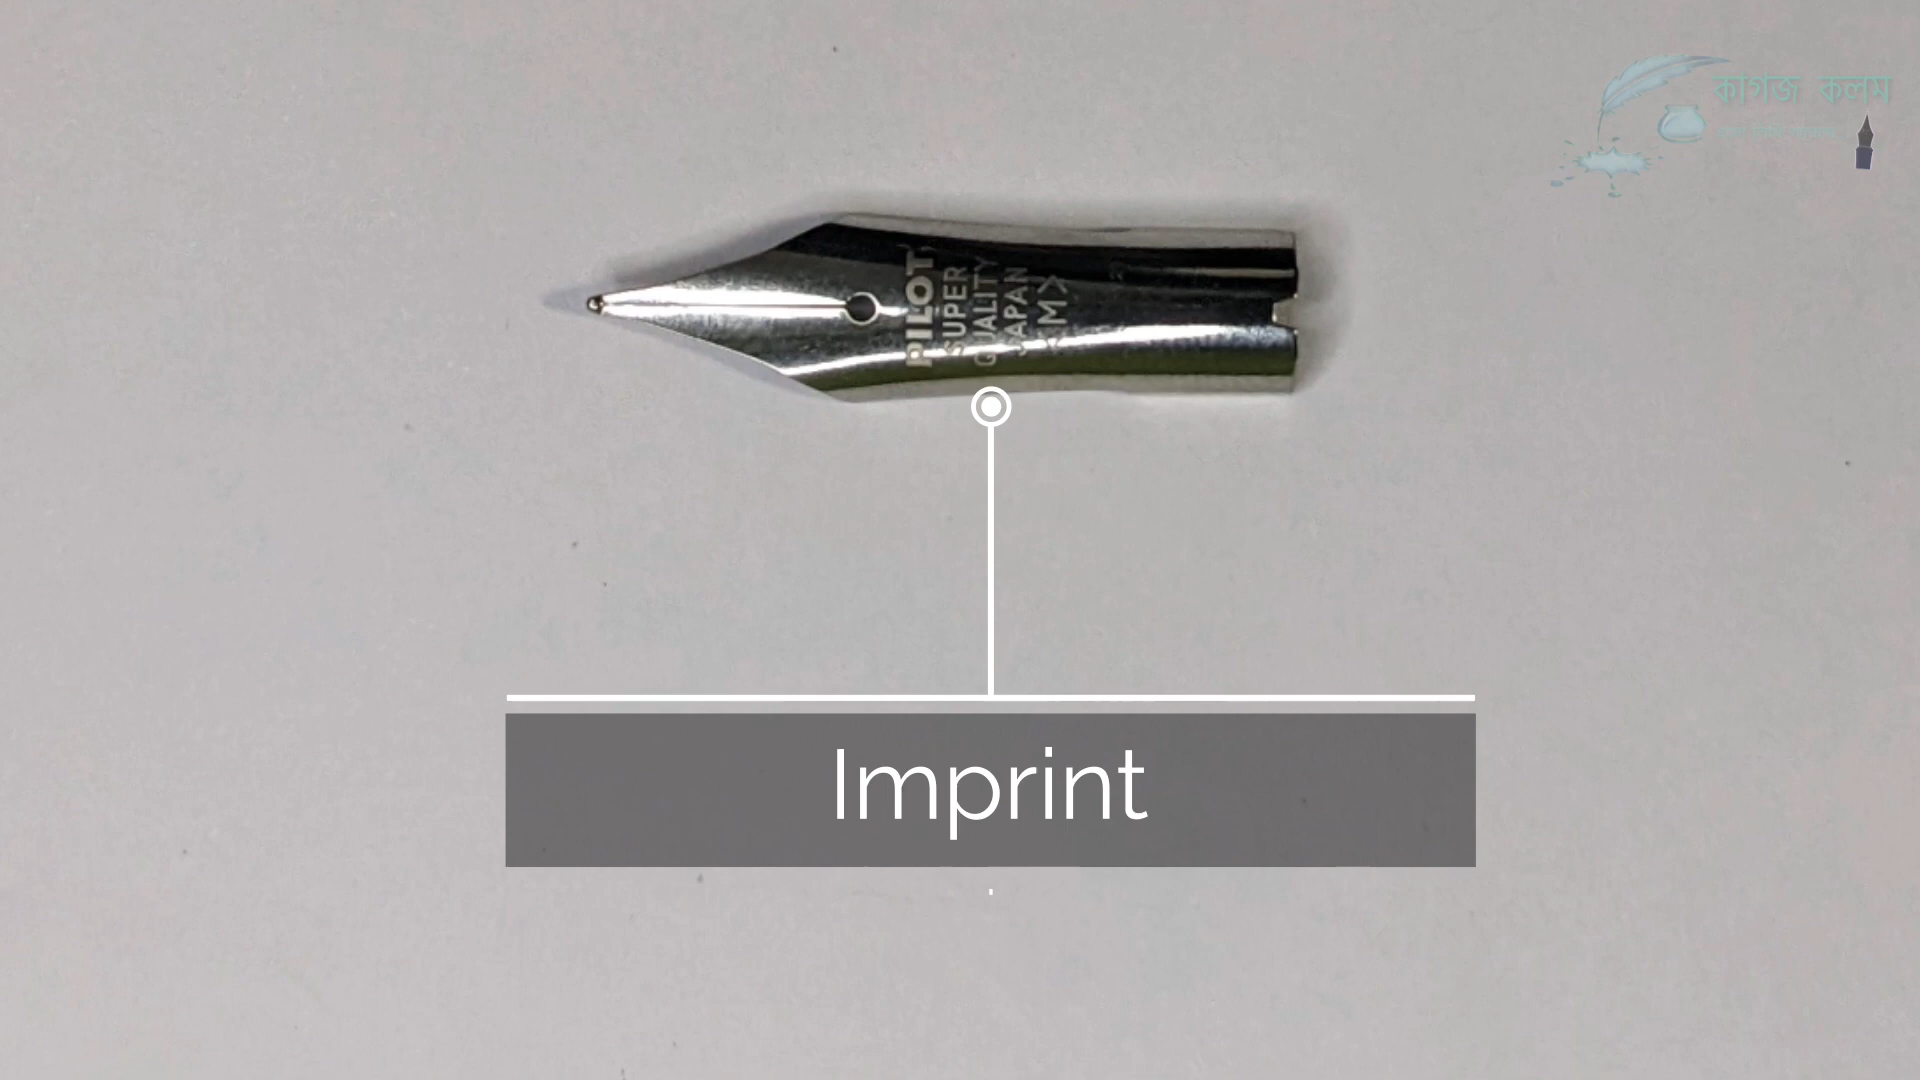 কাগজ কলম
PILOT
SUPER
QUALITY
JAPAN
<M>
Imprint